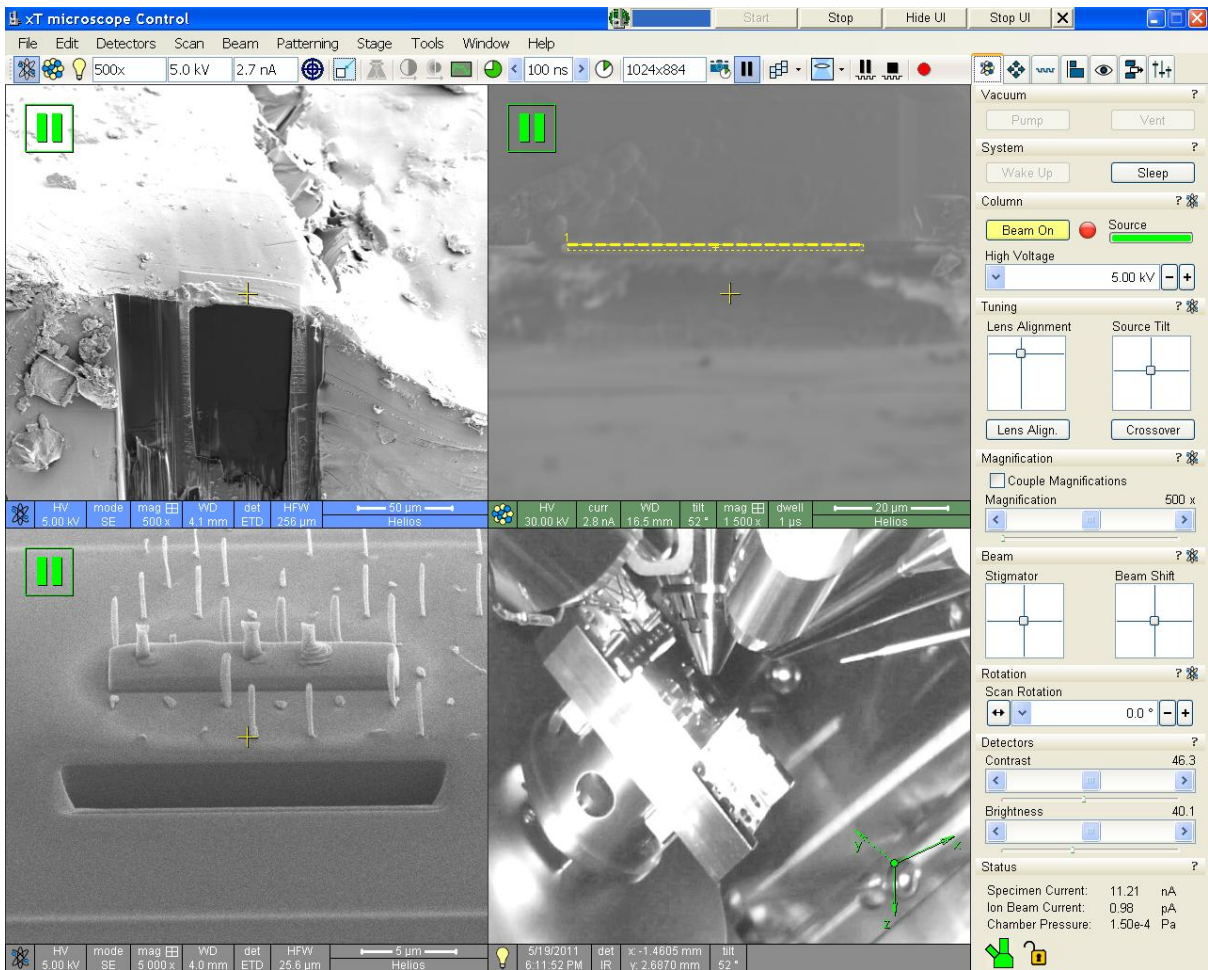 xT microscope Control
Start Stop Hide UI Stop UI X
File Edit Detectors Scan Beam Patterning Stage Tools Window Help
500x 5.0 kV 2.7 nA 100 ns 1024x884
Vacuum ?
Pump Vent
System ?
Wake Up Sleep
Column ?
Beam On Source
High Voltage
5.00 kV - +
Tuning ?
Lens Alignment Source Tilt
Lens Align. Crossover
Magnification ?
Couple Magnifications
Magnification 500 x
Beam ?
Stigmator Beam Shift
Rotation ?
Scan Rotation
0.0 ° - +
Detectors ?
Contrast 46.3
Brightness 40.1
Status ?
Specimen Current: 11.21 nA
Ion Beam Current: 0.98 pA
Chamber Pressure: 1.50e-4 Pa
1
HV mode mag WD det HFW 50 µm
5.00 kV SE 500 x 4.1 mm ETD 256 µm Helios
HV curr WD tilt mag dwell 20 µm
30.00 kV 2.8 nA 16.5 mm 52 ° 1 500 x 1 µs Helios
HV mode mag WD det HFW 5 µm
5.00 kV SE 5 000 x 4.0 mm ETD 25.6 µm Helios
y x
z
5/19/2011 det x: -1.4605 mm tilt
6:11:52 PM IR y: 2.6870 mm 52 °